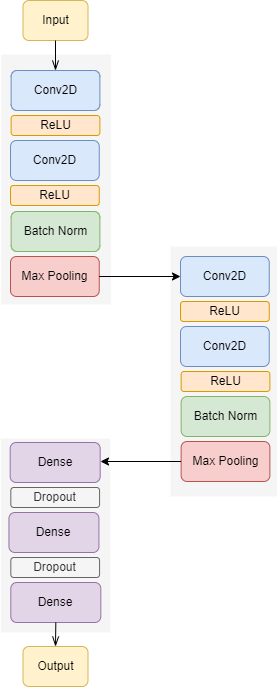 Input
Conv2D
ReLU
Conv2D
ReLU
Batch Norm
Max Pooling
Conv2D
ReLU
Conv2D
ReLU
Batch Norm
Max Pooling
Dense
Dropout
Dense
Dropout
Dense
Output